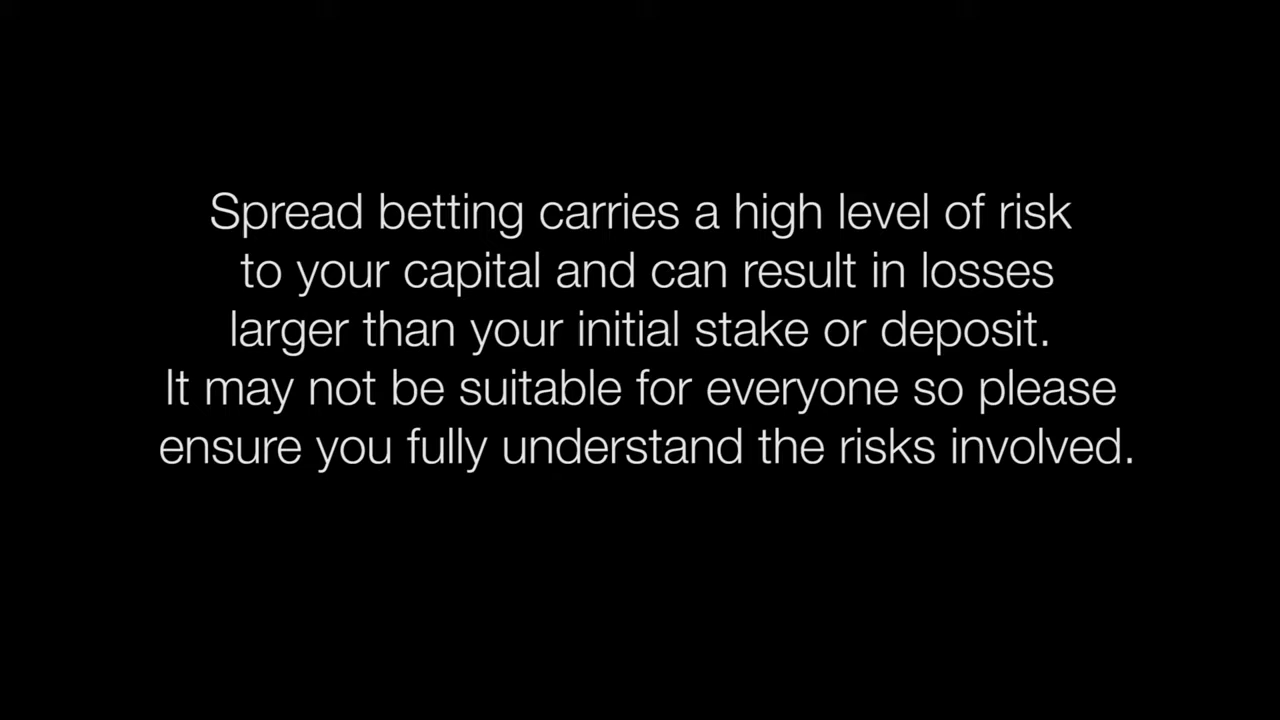 Spread betting carries a high level of risk
to your capital and can result in losses
larger than your initial stake or deposit.
It may not be suitable for everyone so please
ensure you fully understand the risks involved.